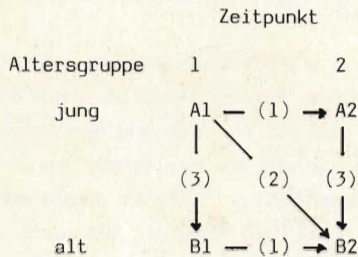 Zeitpunkt
Altersgruppe 1 2
jung A1 — (1) → A2
(3) (2) (3)
alt B1 — (1) → B2